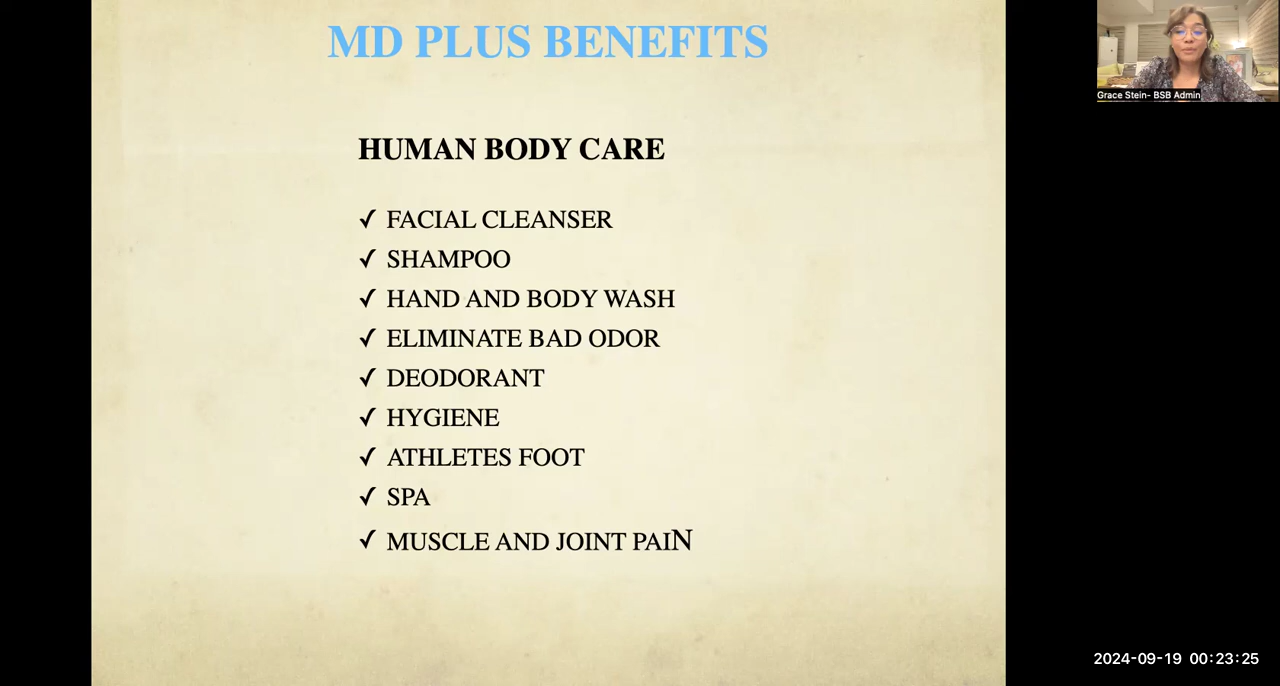 MD PLUS BENEFITS
HUMAN BODY CARE
✓ FACIAL CLEANSER
✓ SHAMPOO
✓ HAND AND BODY WASH
✓ ELIMINATE BAD ODOR
✓ DEODORANT
✓ HYGIENE
✓ ATHLETES FOOT
✓ SPA
✓ MUSCLE AND JOINT PAIN
Grace Stein- BSB Admin
2024-09-19 00:23:25